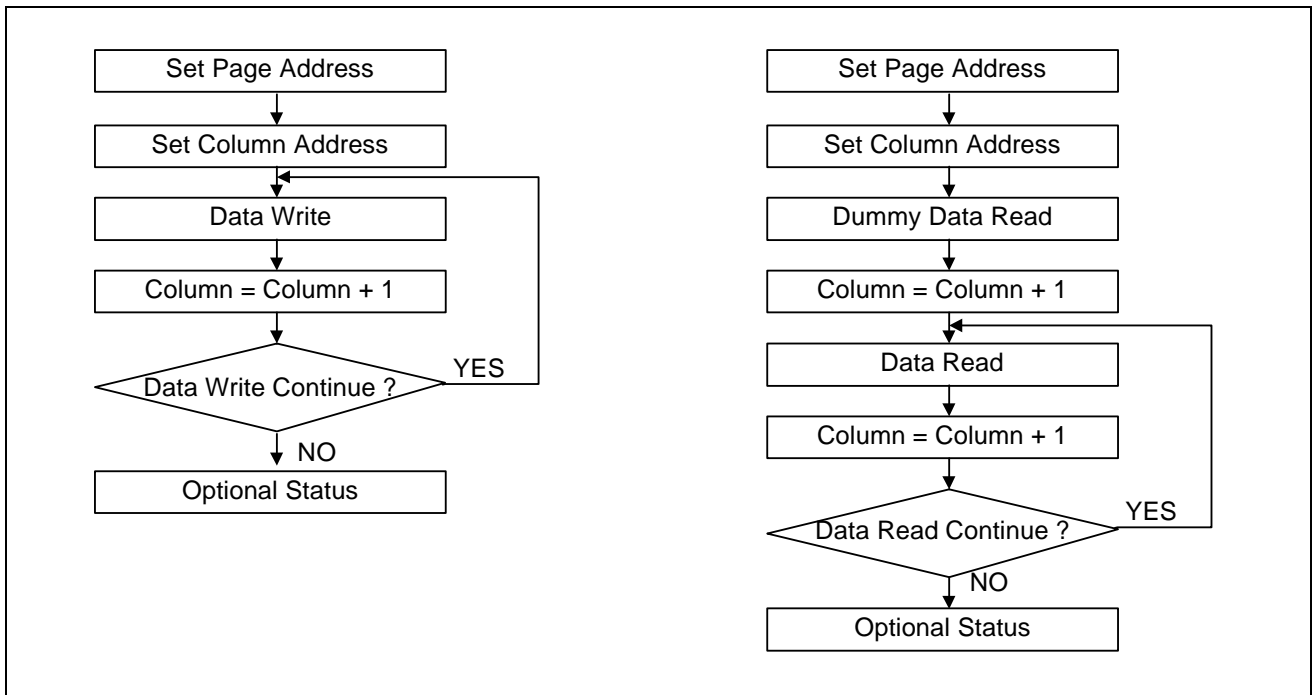 Set Page Address
Set Column Address
Data Write
Column = Column + 1
Data Write Continue ?
YES
NO
Optional Status
Set Page Address
Set Column Address
Dummy Data Read
Column = Column + 1
Data Read
Column = Column + 1
Data Read Continue ?
YES
NO
Optional Status